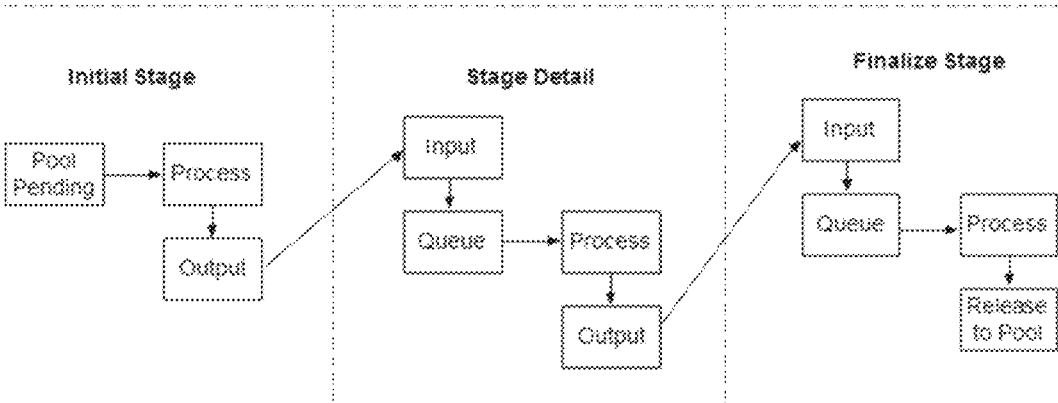 Initial Stage
Pool
Pending
Process
Output
Stage Detail
Input
Queue
Process
Output
Finalize Stage
Input
Queue
Process
Release
to Pool